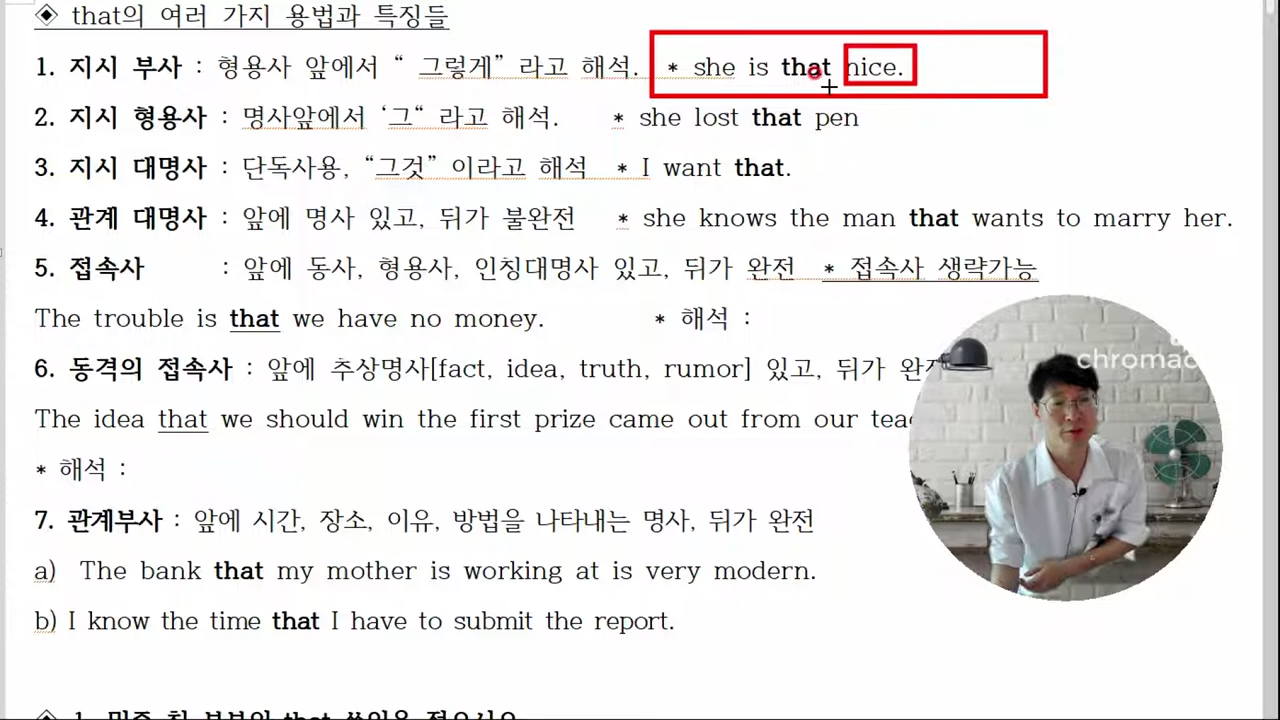 ◈ that의 여러 가지 용법과 특징들
1. 지시 부사 : 형용사 앞에서 “ 그렇게” 라고 해석. * she is that nice.
2. 지시 형용사 : 명사앞에서 ‘그“ 라고 해석. * she lost that pen
3. 지시 대명사 : 단독사용, “그것” 이라고 해석 * I want that.
4. 관계 대명사 : 앞에 명사 있고, 뒤가 불완전 * she knows the man that wants to marry her.
5. 접속사 : 앞에 동사, 형용사, 인칭대명사 있고, 뒤가 완전 * 접속사 생략가능
The trouble is that we have no money. * 해석 :
6. 동격의 접속사 : 앞에 추상명사[fact, idea, truth, rumor] 있고, 뒤가
The idea that we should win the first prize came out from our
* 해석 :
7. 관계부사 : 앞에 시간, 장소, 이유, 방법을 나타내는 명사, 뒤가 완전
a) The bank that my mother is working at is very modern.
b) I know the time that I have to submit the report.